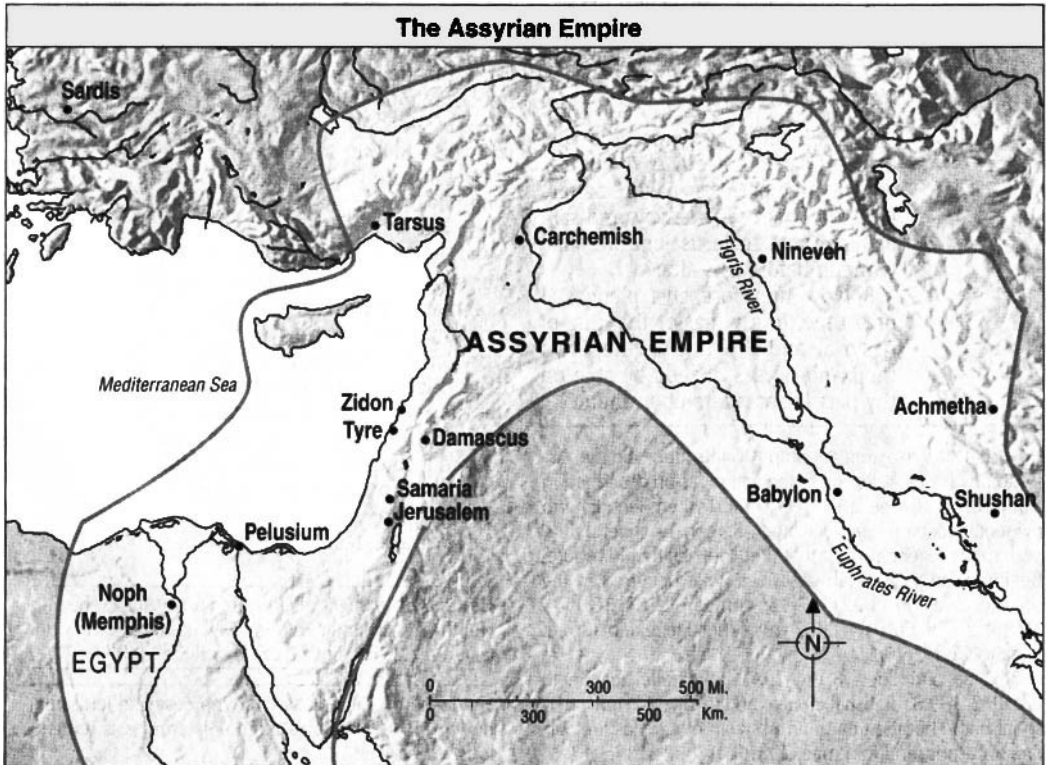 The Assyrian Empire
Sardis
Tarsus
Carchemish
Tigris River
Nineveh
ASSYRIAN EMPIRE
Mediterranean Sea
Zidon
Tyre
Damascus
Achmetha
Samaria
Jerusalem
Babylon
Shushan
Pelusium
Euphrates River
Noph
(Memphis)
EGYPT
N
0 300 500 Mi.
0 300 500 Km.